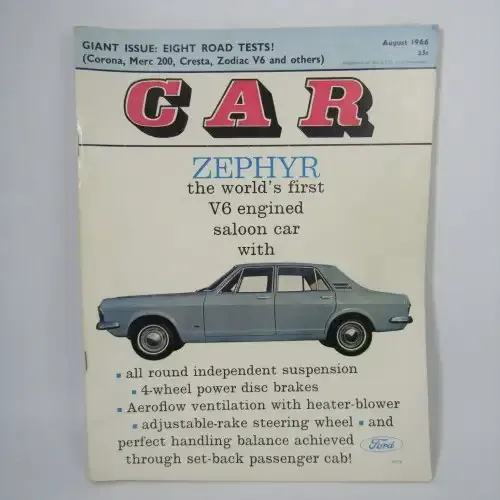 GIANT ISSUE: EIGHT ROAD TESTS!
(Corona, Merc 200, Cresta, Zodiac V6 and others)
August 1966
25c
CAR
ZEPHYR
the world's first
V6 engined
saloon car
with
all round independent suspension
4-wheel power disc brakes
Aeroflow ventilation with heater-blower
adjustable-rake steering wheel ▪ and
perfect handling balance achieved
through set-back passenger cab!
Ford